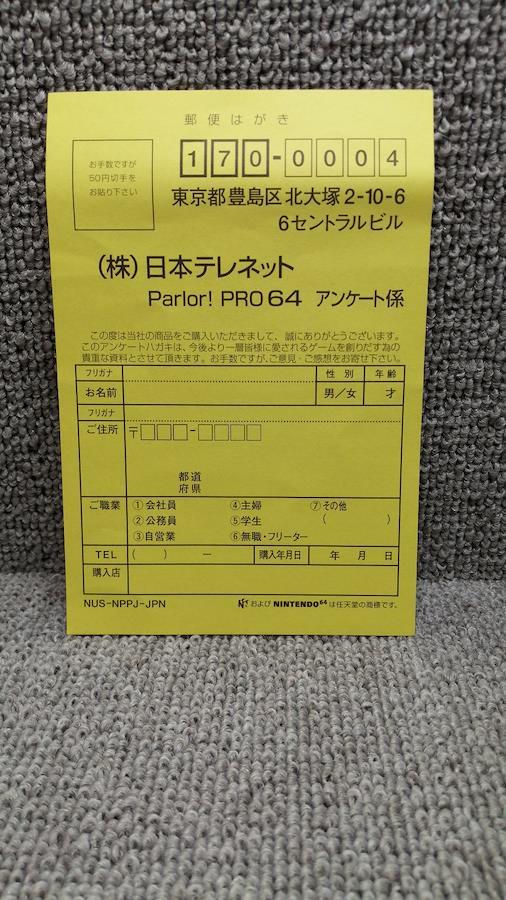 郵便はがき
お手数ですが
50円切手を
お貼り下さい
170-0004
東京都豊島区北大塚2-10-6
6セントラルビル
(株)日本テレネット
Parlor! PRO 64 アンケート係
この度は当社の商品をご購入いただきまして、誠にありがとうございます。
このアンケートハガキは、今後より一層皆様に愛されるゲームを創りだす為の
貴重な資料とさせて頂きます。お手数ですが、ご意見・ご感想をお寄せ下さい。
フリガナ 性別 年齢
お名前 男/女 才
フリガナ
ご住所 〒□□□-□□□□
都道
府県
ご職業 ①会社員 ④主婦 ⑦その他
②公務員 ⑤学生 ( )
③自営業 ⑥無職・フリーター
TEL ( ) ー 購入年月日 年 月 日
購入店
NUS-NPPJ-JPN およびNINTENDO64は任天堂の商標です。